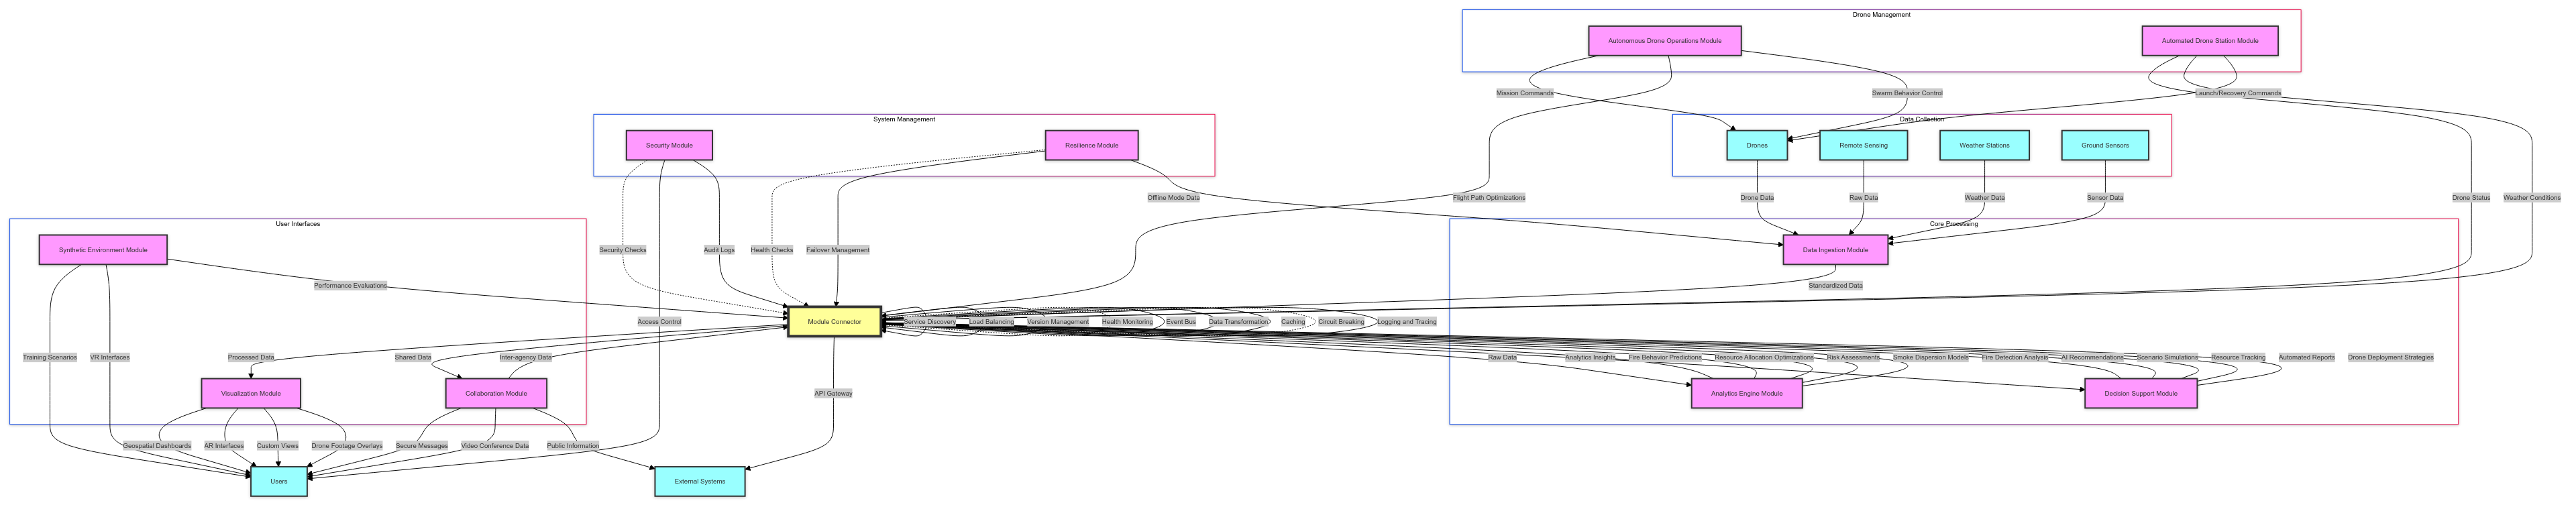 Drone Management
Autonomous Drone Operations Module
Automated Drone Station Module
Mission Commands
Swarm Behavior Control
Launch/Recovery Commands
System Management
Security Module
Resilience Module
Data Collection
Drones
Remote Sensing
Weather Stations
Ground Sensors
Offline Mode Data
Flight Path Optimizations
Drone Data
Raw Data
Weather Data
Sensor Data
Drone Status
Weather Conditions
User Interfaces
Synthetic Environment Module
Security Checks
Audit Logs
Health Checks
Failover Management
Core Processing
Data Ingestion Module
Performance Evaluations
Standardized Data
Access Control
Module Connector
Service Discovery
Load Balancing
Version Management
Health Monitoring
Event Bus
Data Transformation
Caching
Circuit Breaking
Logging and Tracing
Training Scenarios
VR Interfaces
Processed Data
Shared Data
Inter-agency Data
Raw Data
Analytics Insights
Fire Behavior Predictions
Resource Allocation Optimizations
Risk Assessments
Smoke Dispersion Models
Fire Detection Analysis
AI Recommendations
Scenario Simulations
Resource Tracking
Automated Reports
Drone Deployment Strategies
Visualization Module
Collaboration Module
API Gateway
Analytics Engine Module
Decision Support Module
Geospatial Dashboards
AR Interfaces
Custom Views
Drone Footage Overlays
Secure Messages
Video Conference Data
Public Information
Users
External Systems